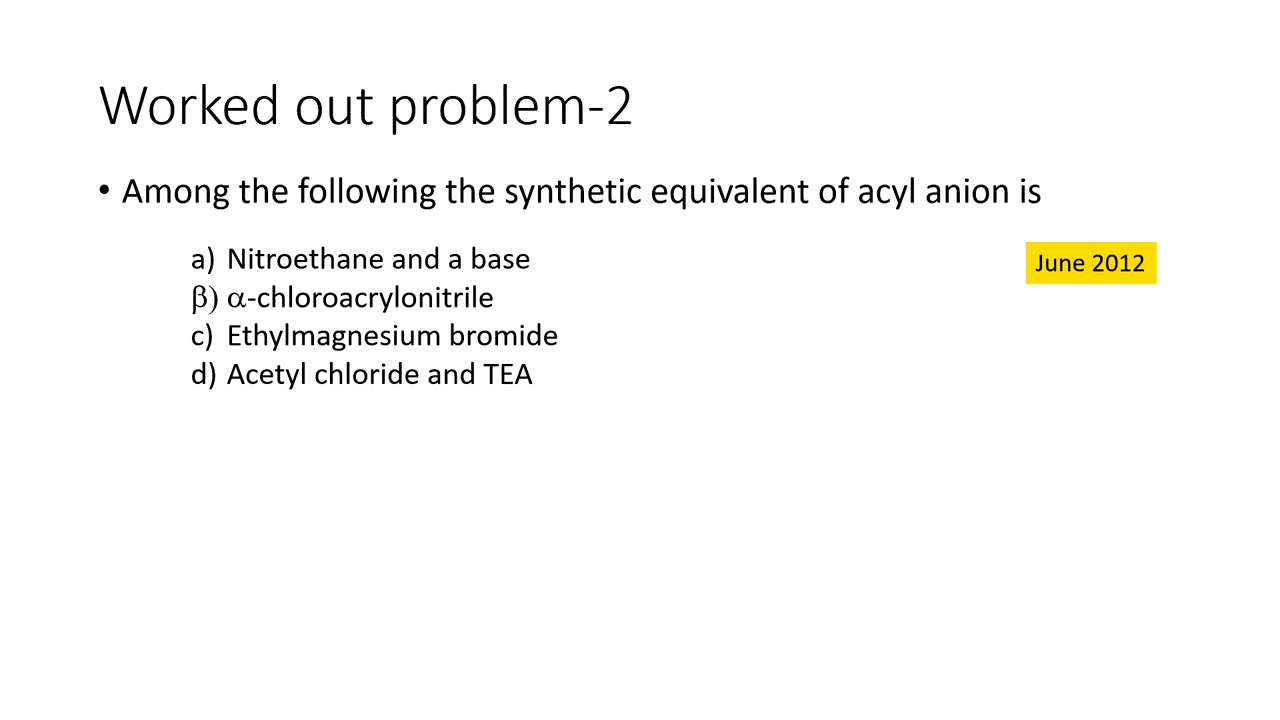 Worked out problem-2
• Among the following the synthetic equivalent of acyl anion is
a) Nitroethane and a base
June 2012
β) α-chloroacrylonitrile
c) Ethylmagnesium bromide
d) Acetyl chloride and TEA